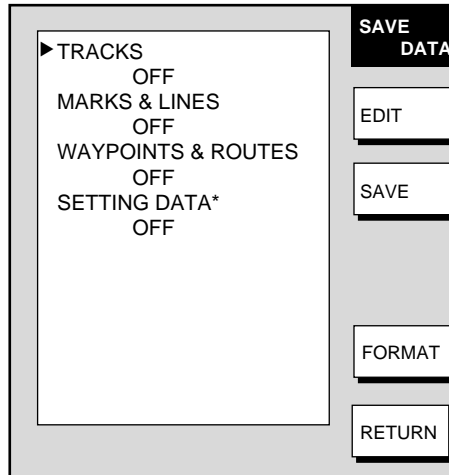 SAVE
DATA
▶TRACKS
OFF
MARKS & LINES
OFF
WAYPOINTS & ROUTES
OFF
SETTING DATA*
OFF
EDIT
SAVE
FORMAT
RETURN